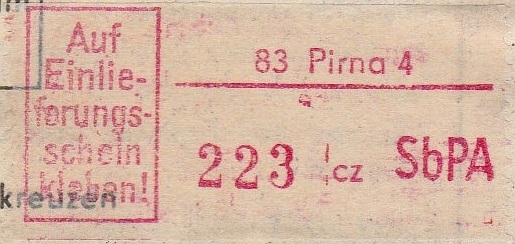 Auf
Einlie-
ferungs-
schein
kleben!
kreuzen
83 Pirna 4
223 cz SbPA